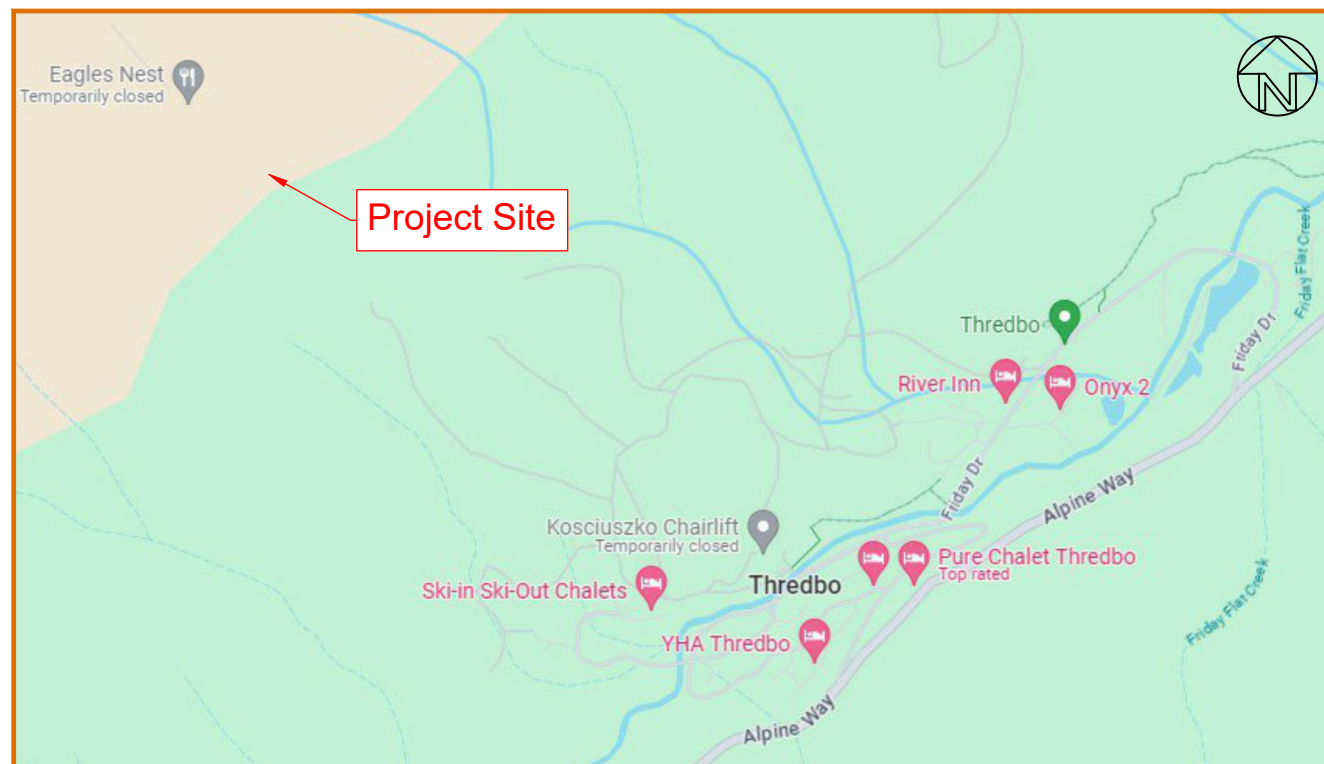 Eagles Nest
Temporarily closed
N
Project Site
Friday Flat Creek
Thredbo
Friday Dr
River Inn
Onyx 2
Friday Dr
Alpine Way
Kosciuszko Chairlift
Temporarily closed
Pure Chalet Thredbo
Top rated
Ski-in Ski-Out Chalets
Thredbo
Friday Flat Creek
YHA Thredbo
Alpine Way